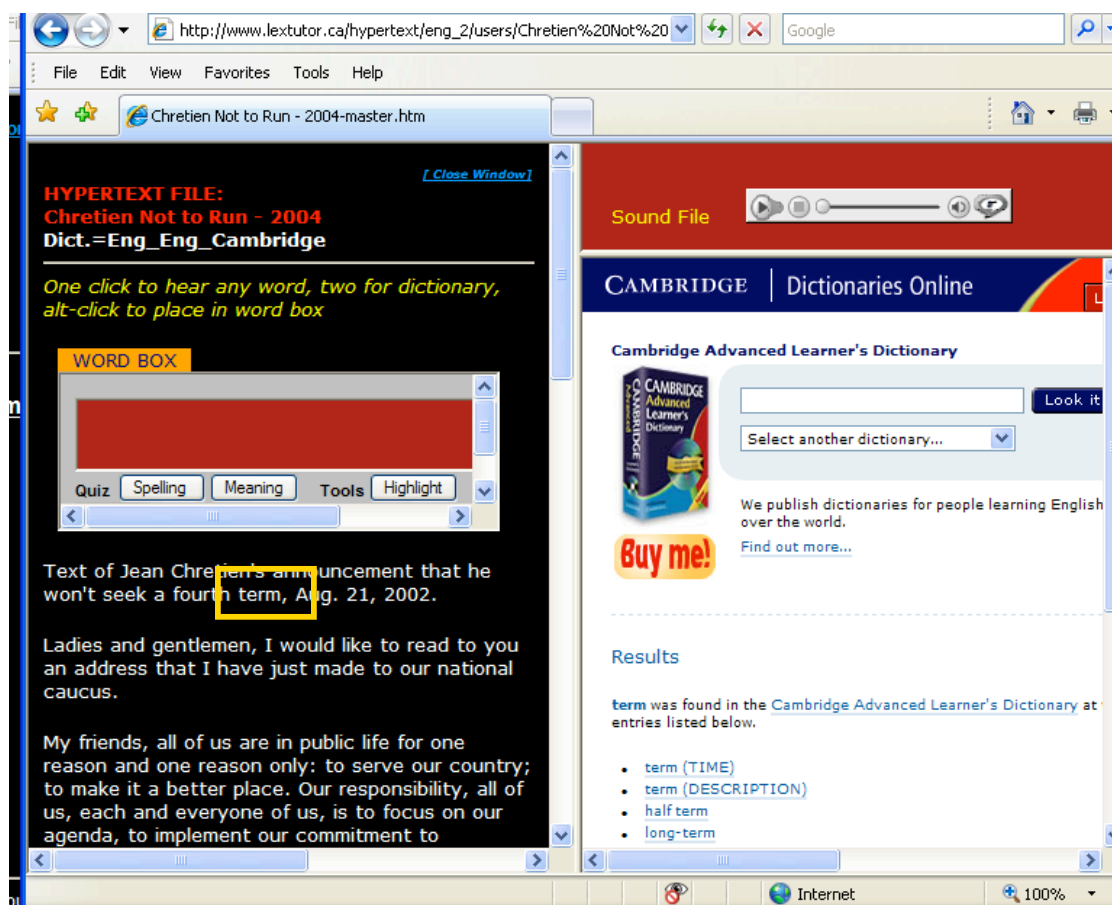 http://www.lextutor.ca/hypertext/eng_2/users/Chretien%20Not%20
Google
File Edit View Favorites Tools Help
Chretien Not to Run - 2004-master.htm
[ Close Window]
HYPERTEXT FILE:
Chretien Not to Run - 2004
Dict.=Eng_Eng_Cambridge
One click to hear any word, two for dictionary,
alt-click to place in word box
WORD BOX
Quiz Spelling Meaning Tools Highlight
Text of Jean Chretien's announcement that he
won't seek a fourth term, Aug. 21, 2002.
Ladies and gentlemen, I would like to read to you
an address that I have just made to our national
caucus.
My friends, all of us are in public life for one
reason and one reason only: to serve our country;
to make it a better place. Our responsibility, all of
us, each and everyone of us, is to focus on our
agenda, to implement our commitment to
Sound File
CAMBRIDGE Dictionaries Online
L
Cambridge Advanced Learner's Dictionary
CAMBRIDGE
Advanced
Learner's
Dictionary
CAMBRIDGE
Advanced
Learner's
Dictionary
Buy me!
Look it
Select another dictionary...
We publish dictionaries for people learning English
over the world.
Find out more...
Results
term was found in the Cambridge Advanced Learner's Dictionary at
entries listed below.
term (TIME)
term (DESCRIPTION)
half term
long-term
Internet
100%